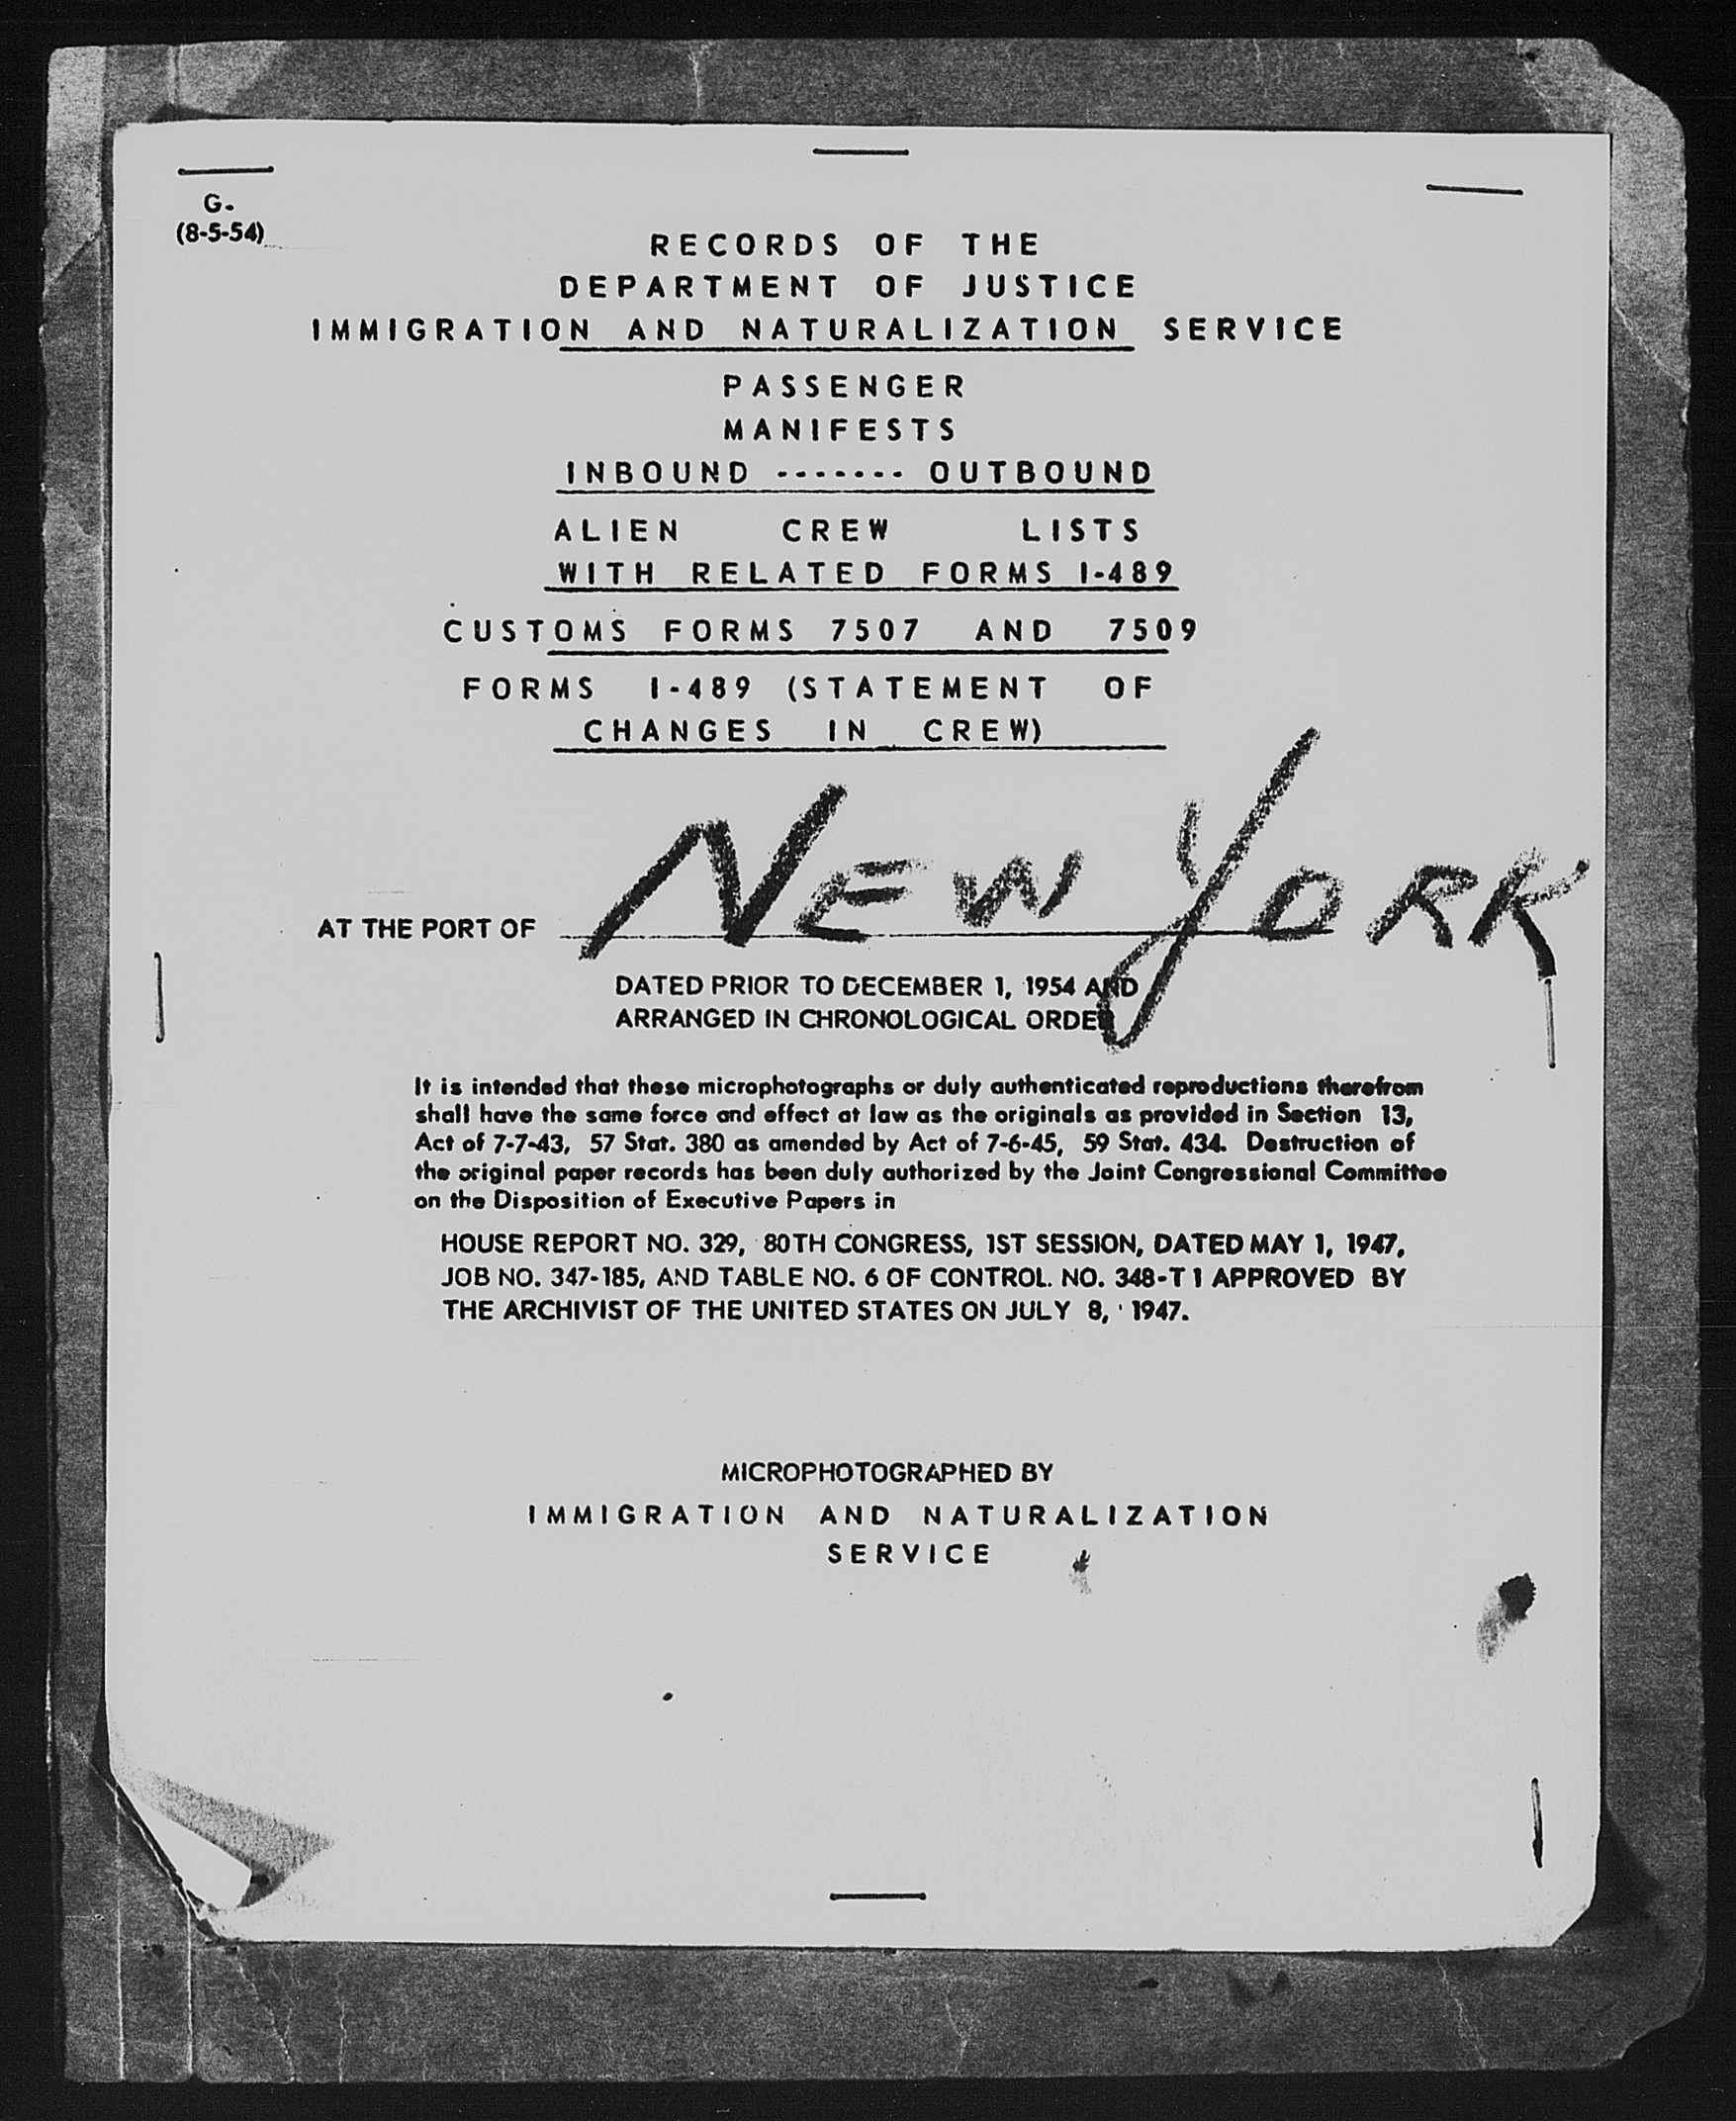 G.
(8-5-54)
RECORDS OF THE
DEPARTMENT OF JUSTICE
IMMIGRATION AND NATURALIZATION SERVICE
PASSENGER
MANIFESTS
INBOUND ------- OUTBOUND
ALIEN CREW LISTS
WITH RELATED FORMS I-489
CUSTOMS FORMS 7507 AND 7509
FORMS I-489 (STATEMENT OF
CHANGES IN CREW)
AT THE PORT OF NEW YORK
DATED PRIOR TO DECEMBER 1, 1954 AND
ARRANGED IN CHRONOLOGICAL ORDER
It is intended that these microphotographs or duly authenticated reproductions therefrom
shall have the same force and effect at law as the originals as provided in Section 13,
Act of 7-7-43, 57 Stat. 380 as amended by Act of 7-6-45, 59 Stat. 434. Destruction of
the original paper records has been duly authorized by the Joint Congressional Committee
on the Disposition of Executive Papers in
HOUSE REPORT NO. 329, 80TH CONGRESS, 1ST SESSION, DATED MAY 1, 1947,
JOB NO. 347-185, AND TABLE NO. 6 OF CONTROL NO. 348-T1 APPROVED BY
THE ARCHIVIST OF THE UNITED STATES ON JULY 8, 1947.
MICROPHOTOGRAPHED BY
IMMIGRATION AND NATURALIZATION
SERVICE